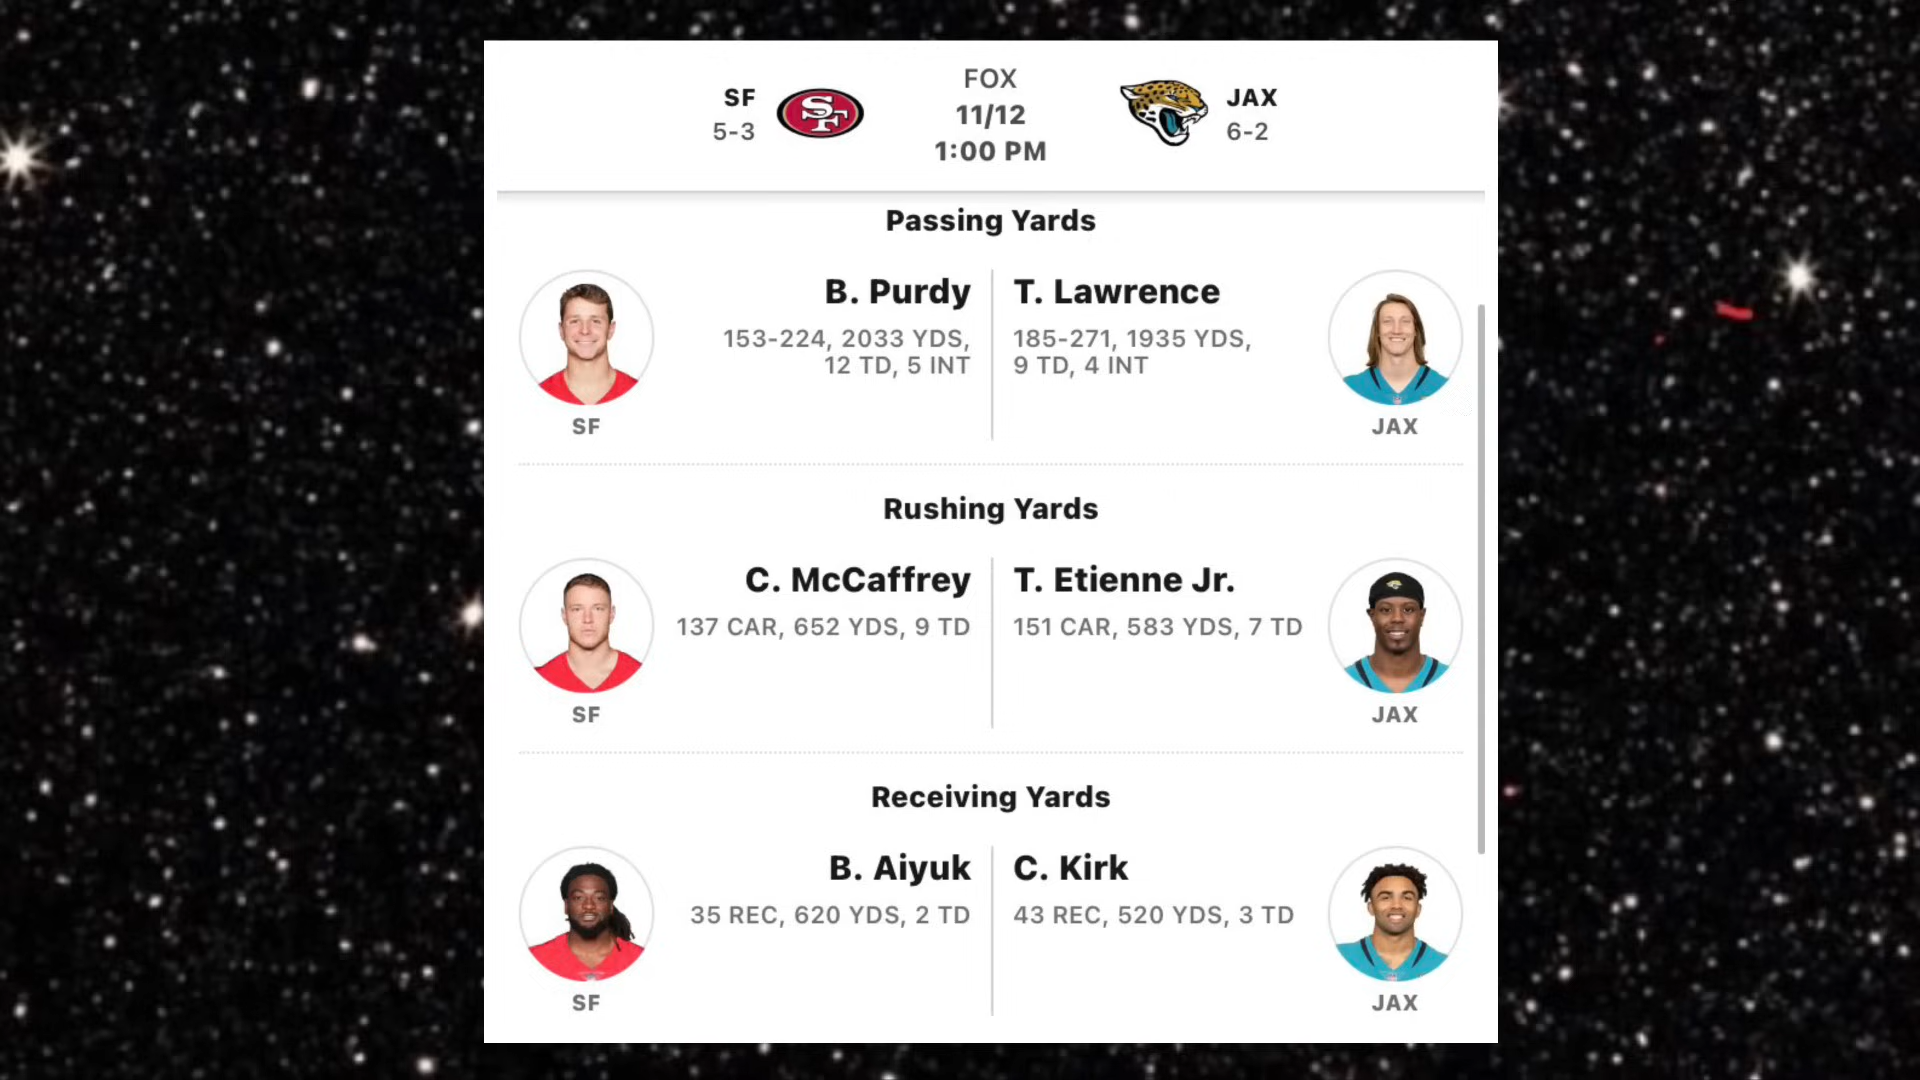 SF
5-3
SF
FOX
11/12
1:00 PM
JAX
6-2
Passing Yards
B. Purdy
153-224, 2033 YDS,
12 TD, 5 INT
SF
T. Lawrence
185-271, 1935 YDS,
9 TD, 4 INT
JAX
Rushing Yards
C. McCaffrey
137 CAR, 652 YDS, 9 TD
SF
T. Etienne Jr.
151 CAR, 583 YDS, 7 TD
JAX
Receiving Yards
B. Aiyuk
35 REC, 620 YDS, 2 TD
SF
C. Kirk
43 REC, 520 YDS, 3 TD
JAX